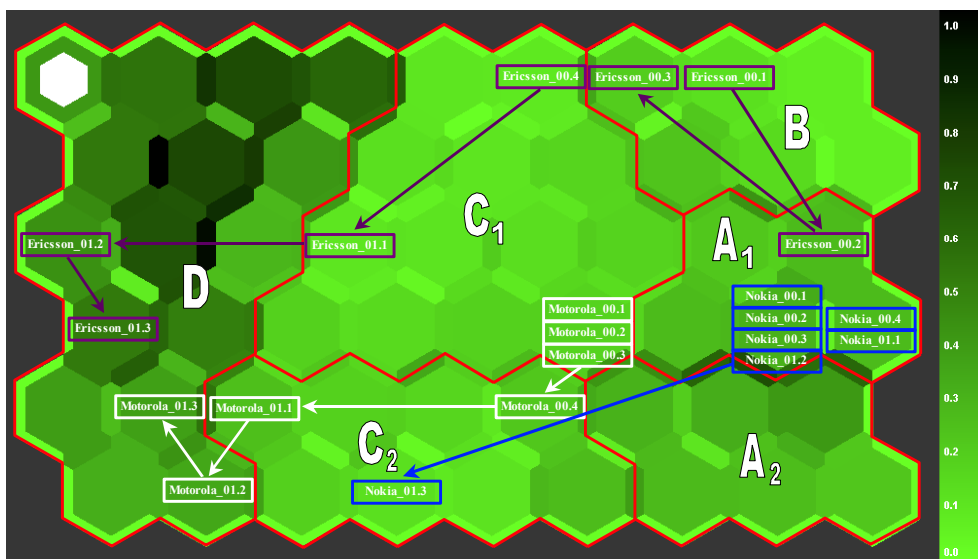 1.0
Ericsson_00.4
Ericsson_00.3
Ericsson_00.1
0.9
B
0.8
0.7
C1
A1
Ericsson_01.2
Ericsson_01.1
Ericsson_00.2
0.6
D
Nokia_00.1
0.5
Motorola_00.1
Nokia_00.2
Nokia_00.4
Ericsson_01.3
Motorola_00.2
Nokia_00.3
Nokia_01.1
0.4
Motorola_00.3
Nokia_01.2
Motorola_01.3
Motorola_01.1
Motorola_00.4
0.3
C2
A2
0.2
Motorola_01.2
Nokia_01.3
0.1
0.0